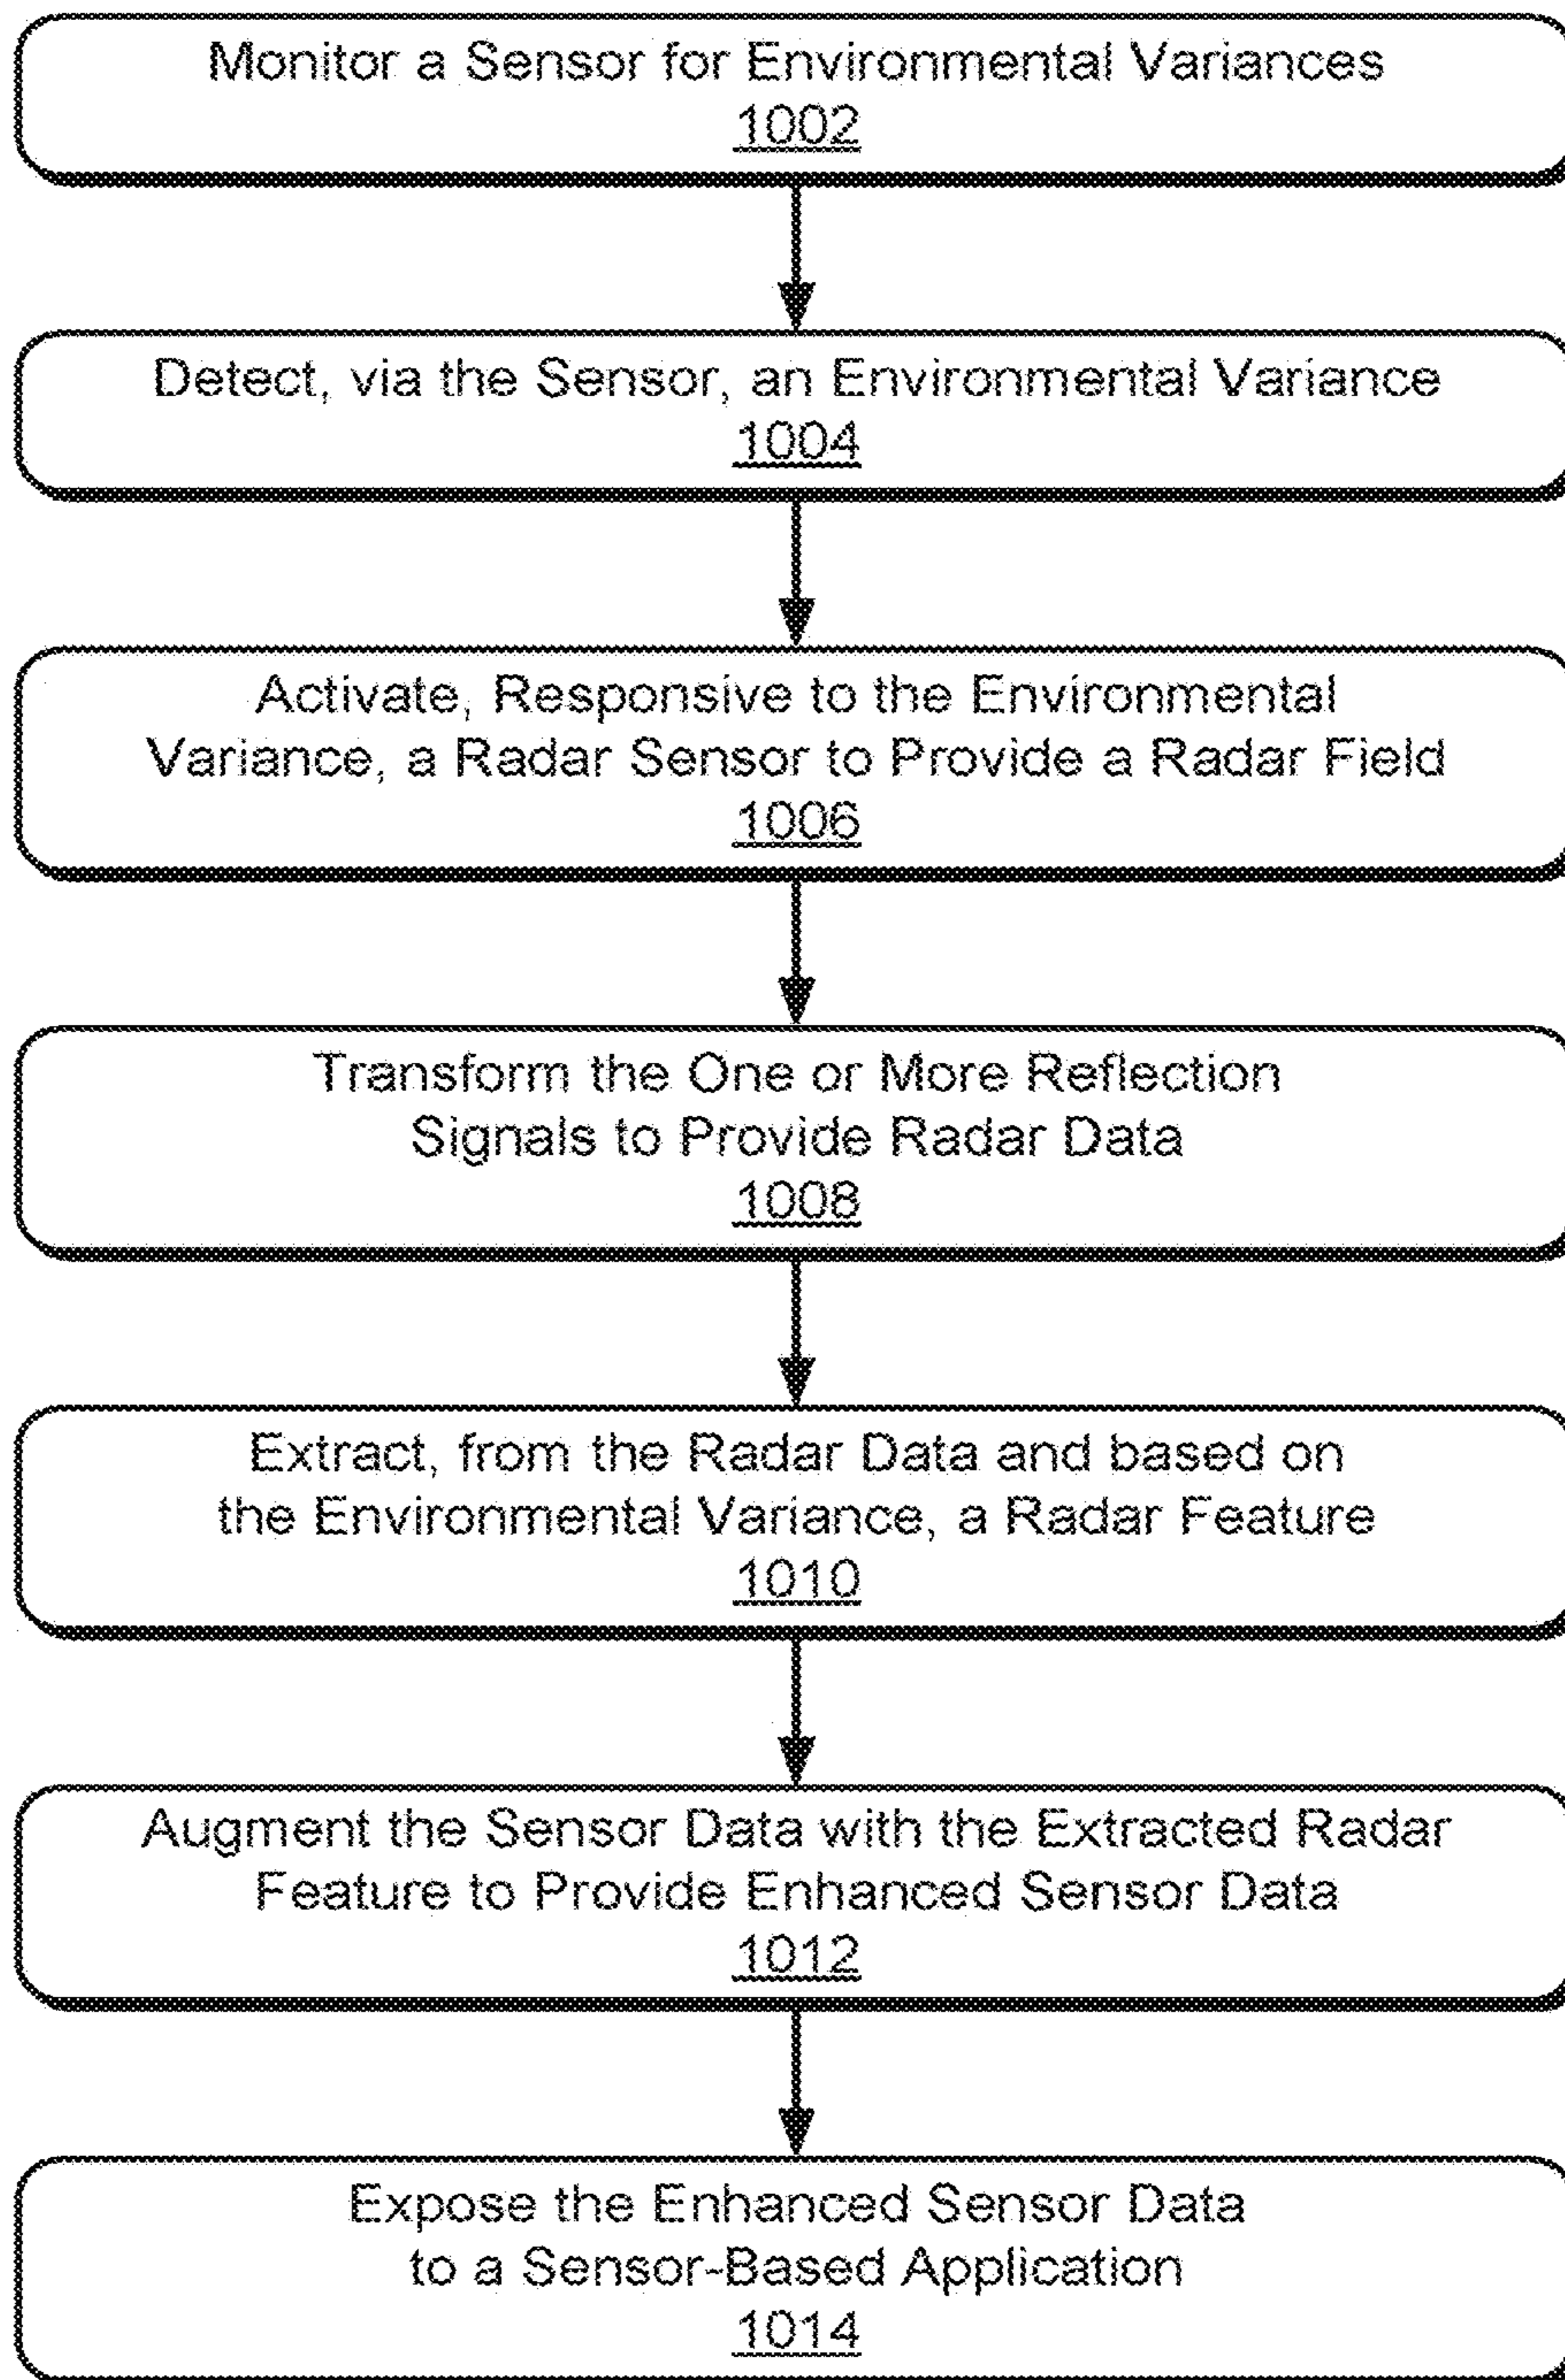 Monitor a Sensor for Environmental Variances
1002
Detect, via the Sensor, an Environmental Variance
1004
Activate, Responsive to the Environmental
Variance, a Radar Sensor to Provide a Radar Field
1006
Transform the One or More Reflection
Signals to Provide Radar Data
1008
Extract, from the Radar Data and based on
the Environmental Variance, a Radar Feature
1010
Augment the Sensor Data with the Extracted Radar
Feature to Provide Enhanced Sensor Data
1012
Expose the Enhanced Sensor Data
to a Sensor-Based Application
1014